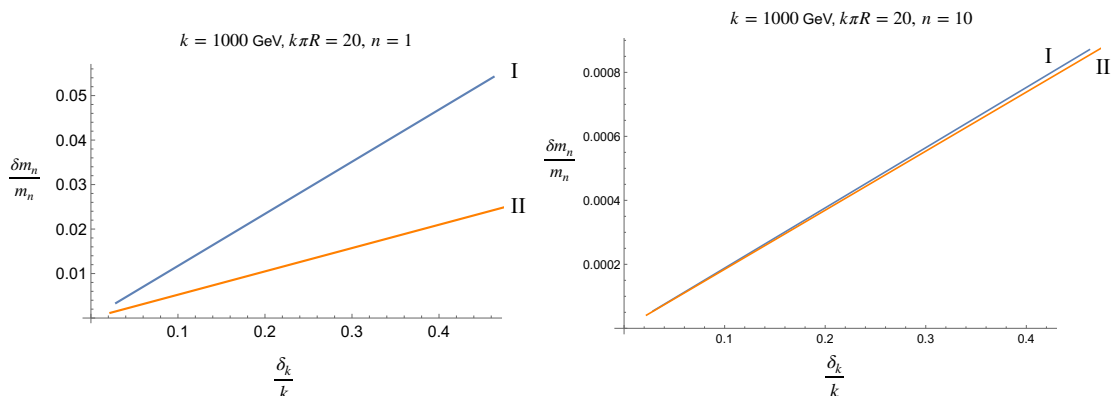 k = 1000 GeV, kπR = 20, n = 1
I
0.05
0.04
δm_n
m_n
0.03
II
0.02
0.01
0.1 0.2 0.3 0.4
δ_k
k
k = 1000 GeV, kπR = 20, n = 10
I
II
0.0008
0.0006
δm_n
m_n
0.0004
0.0002
0.1 0.2 0.3 0.4
δ_k
k